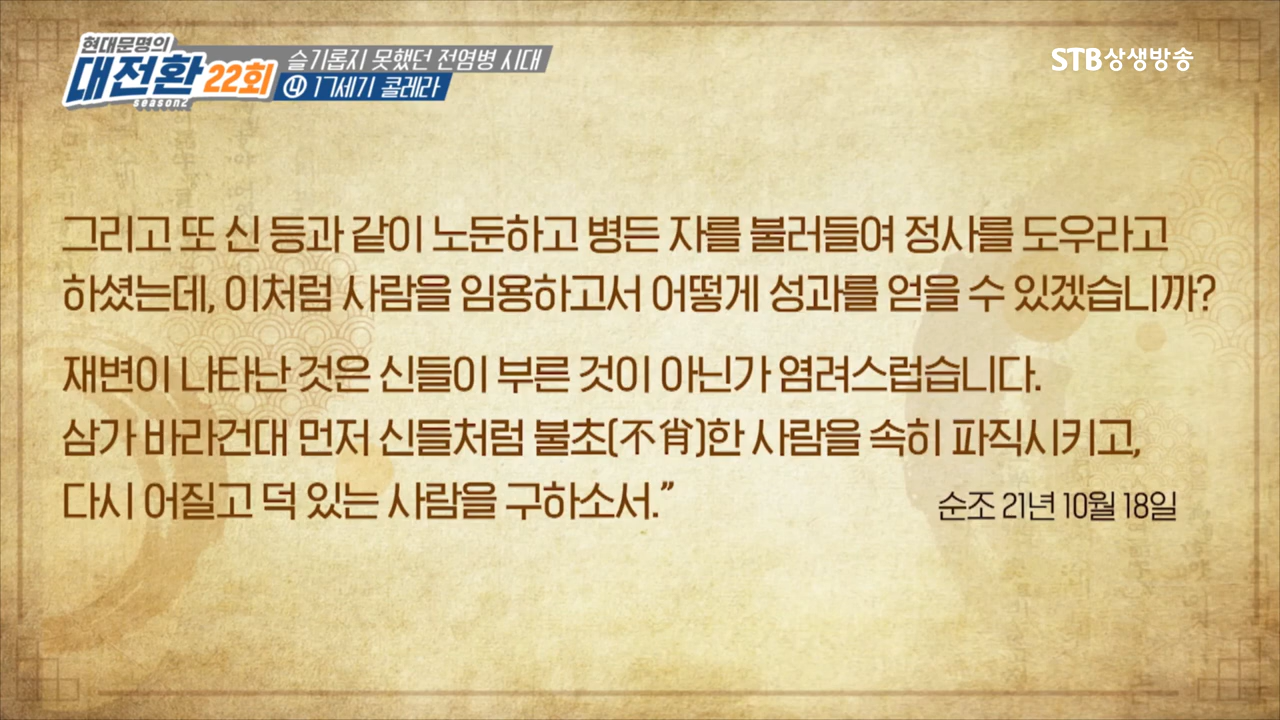 현대문명의
대전환 22회
season2
슬기롭지 못했던 전염병 시대
④ 17세기 콜레라
STB상생방송
그리고 또 신 등과 같이 노둔하고 병든 자를 불러들여 정사를 도우라고
하셨는데, 이처럼 사람을 임용하고서 어떻게 성과를 얻을 수 있겠습니까?
재변이 나타난 것은 신들이 부른 것이 아닌가 염려스럽습니다.
삼가 바라건대 먼저 신들처럼 불초(不肖)한 사람을 속히 파직시키고,
다시 어질고 덕 있는 사람을 구하소서.”
순조 21년 10월 18일